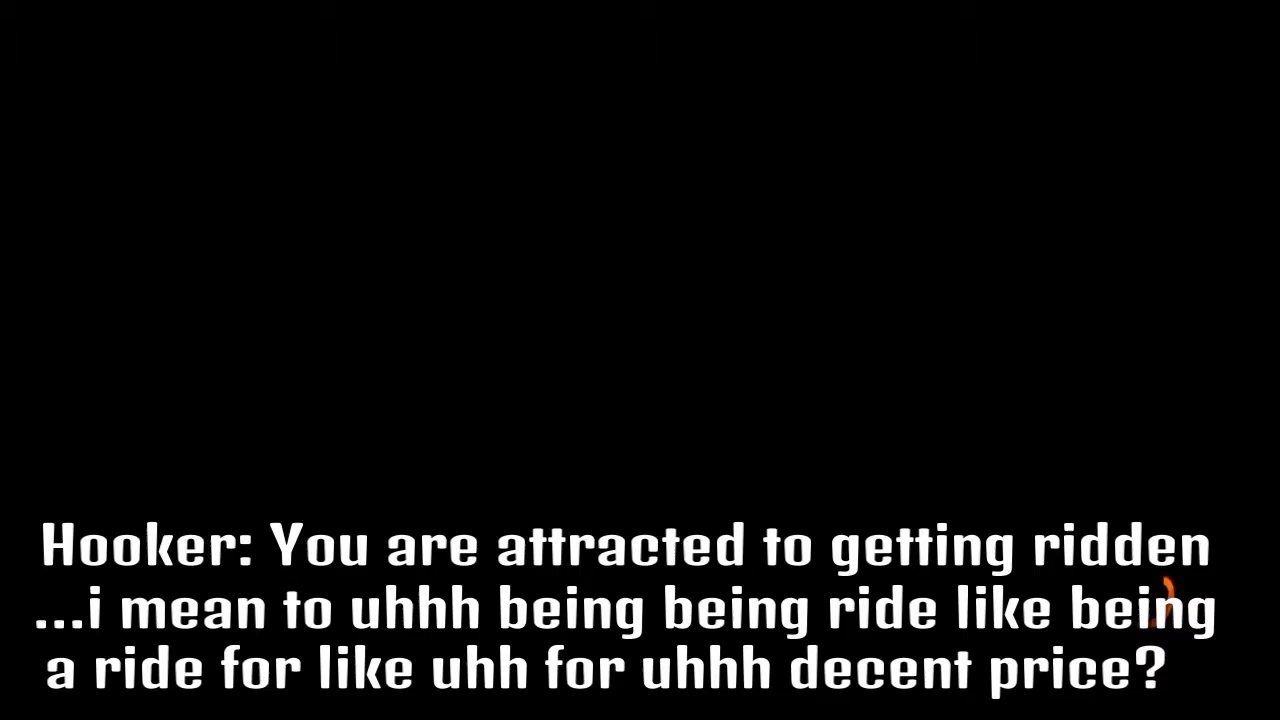 Hooker: You are attracted to getting ridden
...i mean to uhhh being being ride like being
a ride for like uhh for uhhh decent price?